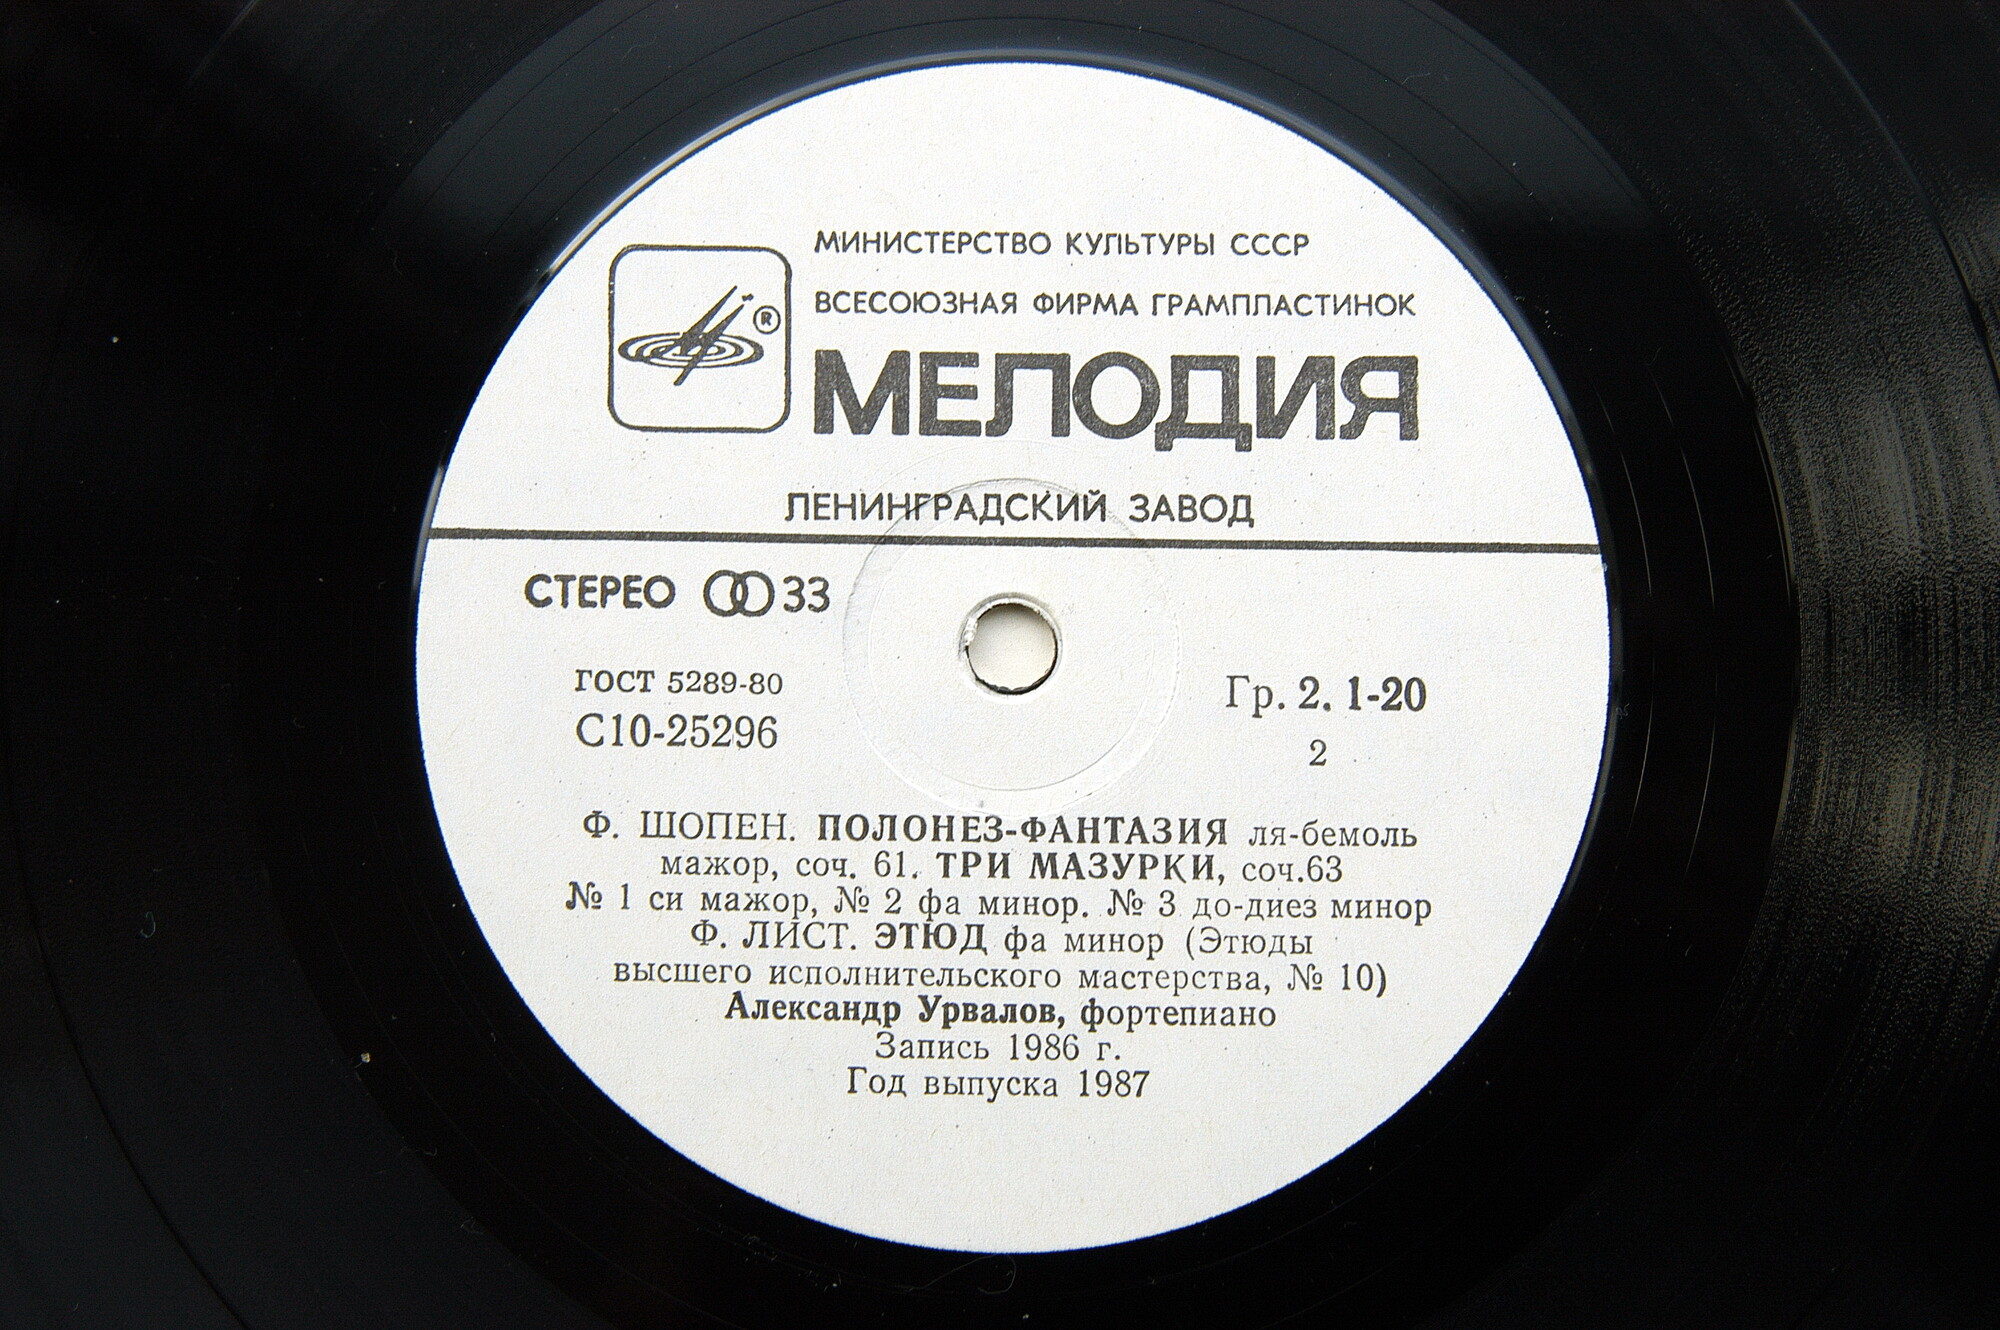 МИНИСТЕРСТВО КУЛЬТУРЫ СССР
ВСЕСОЮЗНАЯ ФИРМА ГРАМПЛАСТИНОК
®
МЕЛОДИЯ
ЛЕНИНГРАДСКИЙ ЗАВОД
СТЕРЕО 33
ГОСТ 5289-80
С10-25296
Гр. 2. 1-20
2
Ф. ШОПЕН. ПОЛОНЕЗ-ФАНТАЗИЯ ля-бемоль
мажор, соч. 61. ТРИ МАЗУРКИ, соч.63
№ 1 си мажор, № 2 фа минор. № 3 до-диез минор
Ф. ЛИСТ. ЭТЮД фа минор (Этюды
высшего исполнительского мастерства, № 10)
Александр Урвалов, фортепиано
Запись 1986 г.
Год выпуска 1987